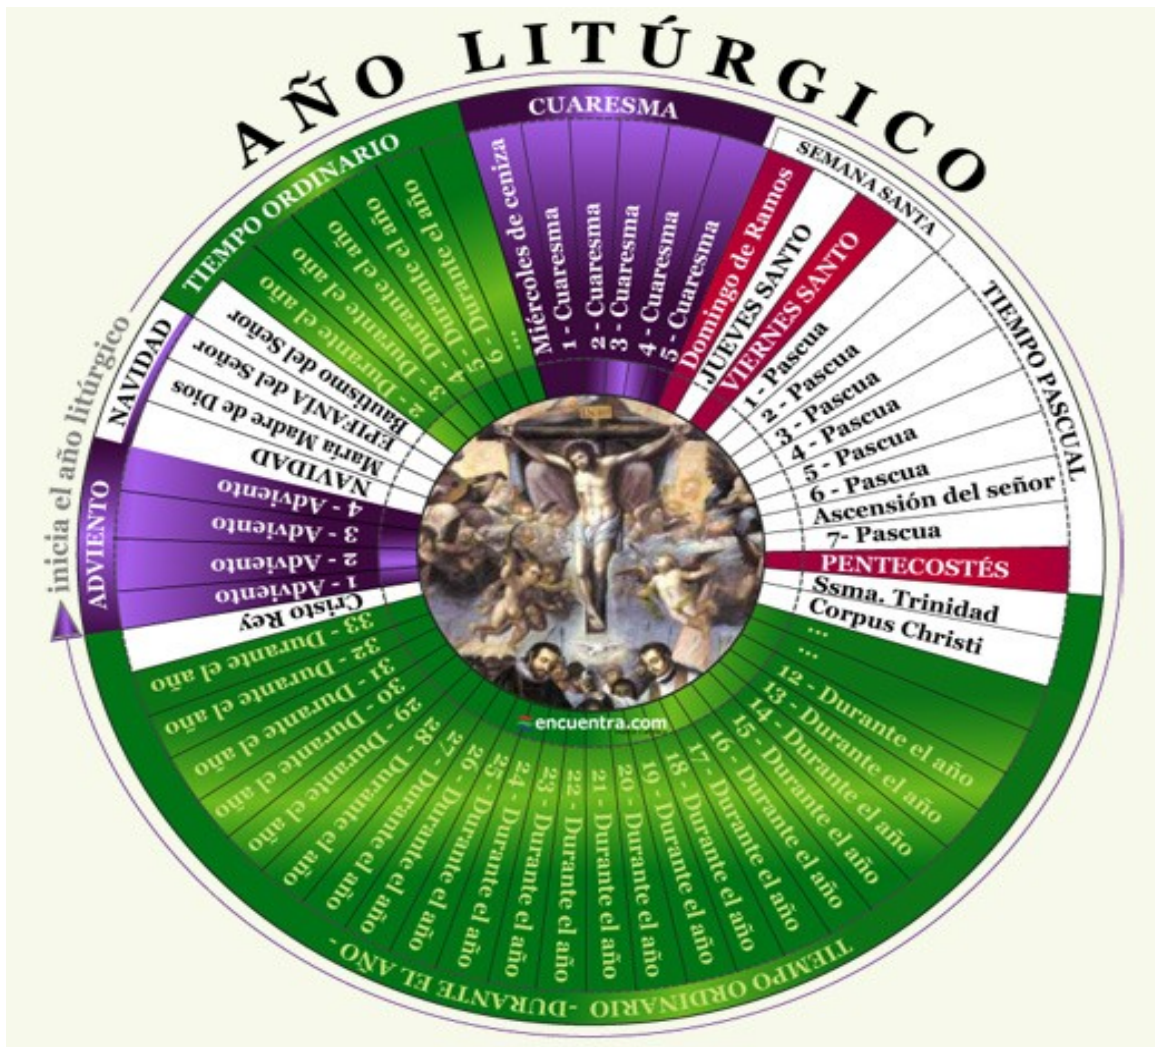 AÑO LITÚRGICO
inicia el año litúrgico
ADVIENTO
1 - Adviento
2 - Adviento
3 - Adviento
4 - Adviento
NAVIDAD
NAVIDAD
María Madre de Dios
EPIFANÍA del Señor
Bautismo del Señor
TIEMPO ORDINARIO
2 - Durante el año
3 - Durante el año
4 - Durante el año
5 - Durante el año
6 - Durante el año
...
CUARESMA
Miércoles de ceniza
1 - Cuaresma
2 - Cuaresma
3 - Cuaresma
4 - Cuaresma
5 - Cuaresma
SEMANA SANTA
Domingo de Ramos
JUEVES SANTO
VIERNES SANTO
TIEMPO PASCUAL
1 - Pascua
2 - Pascua
3 - Pascua
4 - Pascua
5 - Pascua
6 - Pascua
Ascensión del señor
7- Pascua
PENTECOSTÉS
Ssma. Trinidad
Corpus Christi
...
...
12 - Durante el año
13 - Durante el año
14 - Durante el año
15 - Durante el año
16 - Durante el año
17 - Durante el año
18 - Durante el año
19 - Durante el año
20 - Durante el año
21 - Durante el año
22 - Durante el año
23 - Durante el año
24 - Durante el año
25 - Durante el año
26 - Durante el año
27 - Durante el año
28 - Durante el año
29 - Durante el año
30 - Durante el año
31 - Durante el año
32 - Durante el año
33 - Durante el año
Cristo Rey
TIEMPO ORDINARIO -DURANTE EL AÑO -
encuentra.com